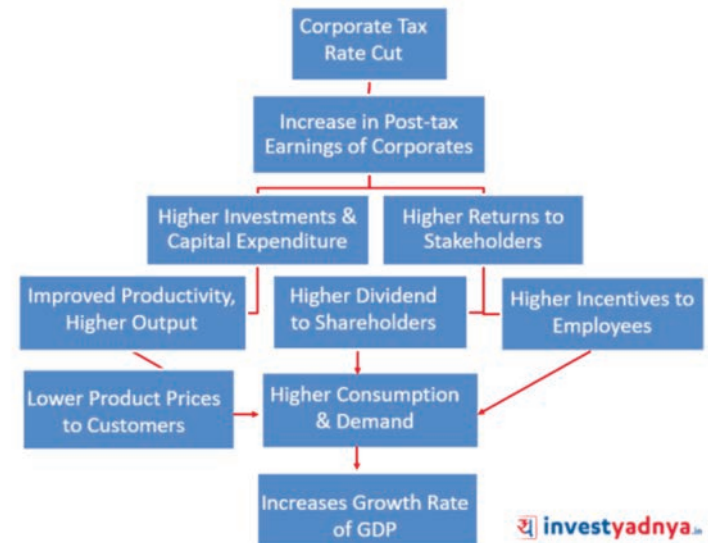 Corporate Tax
Rate Cut
Increase in Post-tax
Earnings of Corporates
Higher Investments &
Capital Expenditure
Higher Returns to
Stakeholders
Improved Productivity,
Higher Output
Higher Dividend
to Shareholders
Higher Incentives to
Employees
Lower Product Prices
to Customers
Higher Consumption
& Demand
Increases Growth Rate
of GDP
investyadnya.in